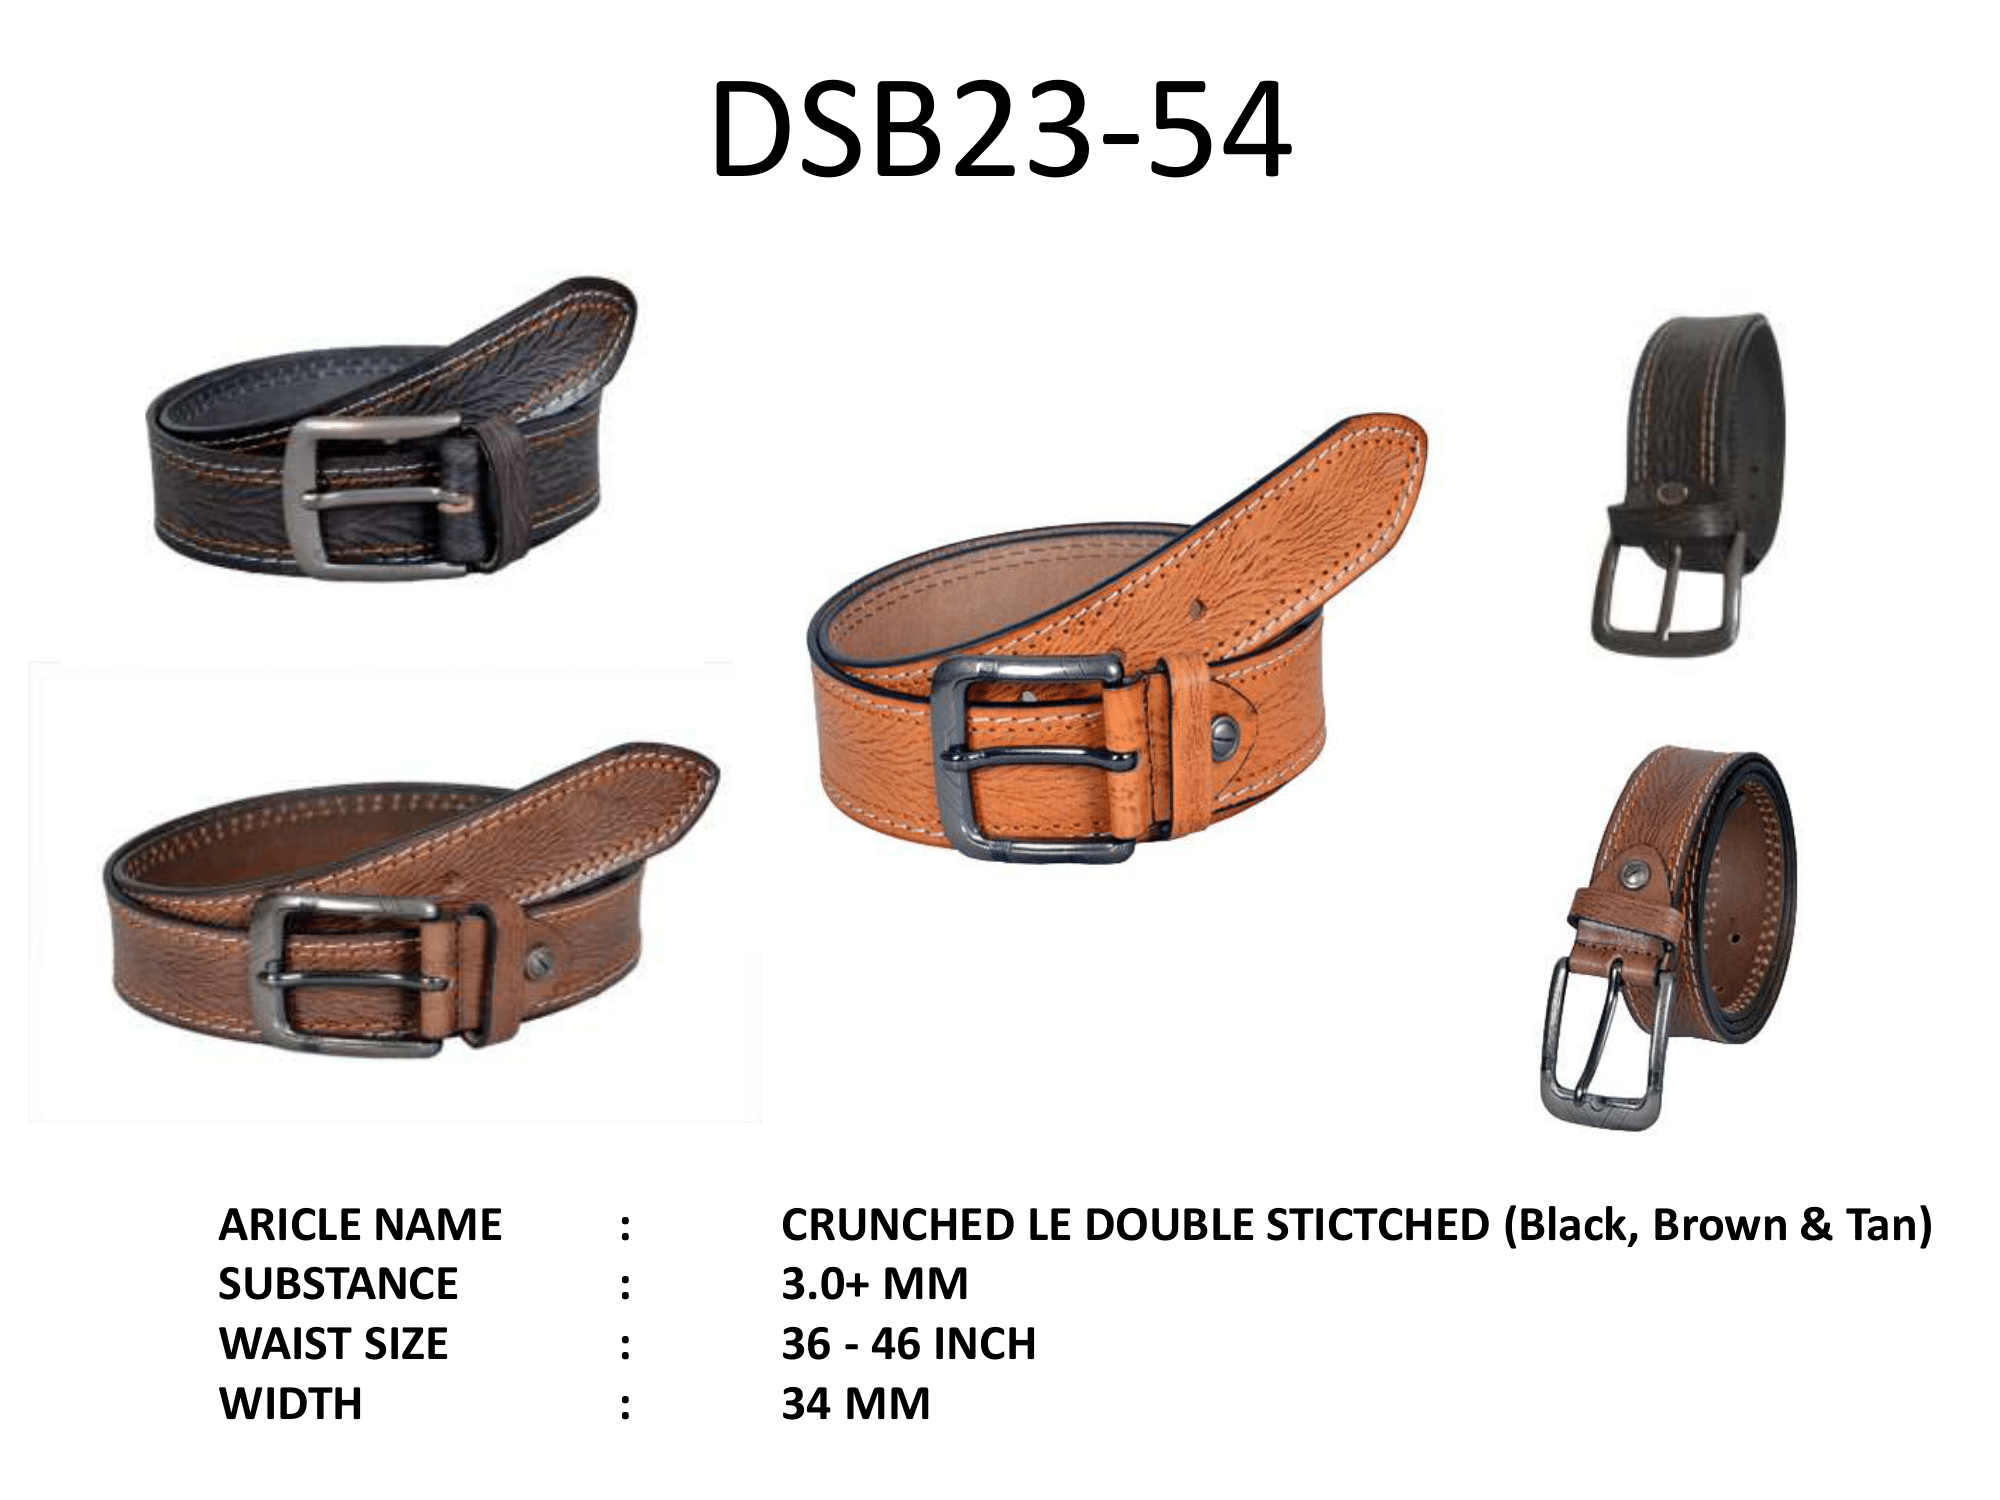 DSB23-54
ARICLE NAME : CRUNCHED LE DOUBLE STICTCHED (Black, Brown & Tan)
SUBSTANCE : 3.0+ MM
WAIST SIZE : 36 - 46 INCH
WIDTH : 34 MM